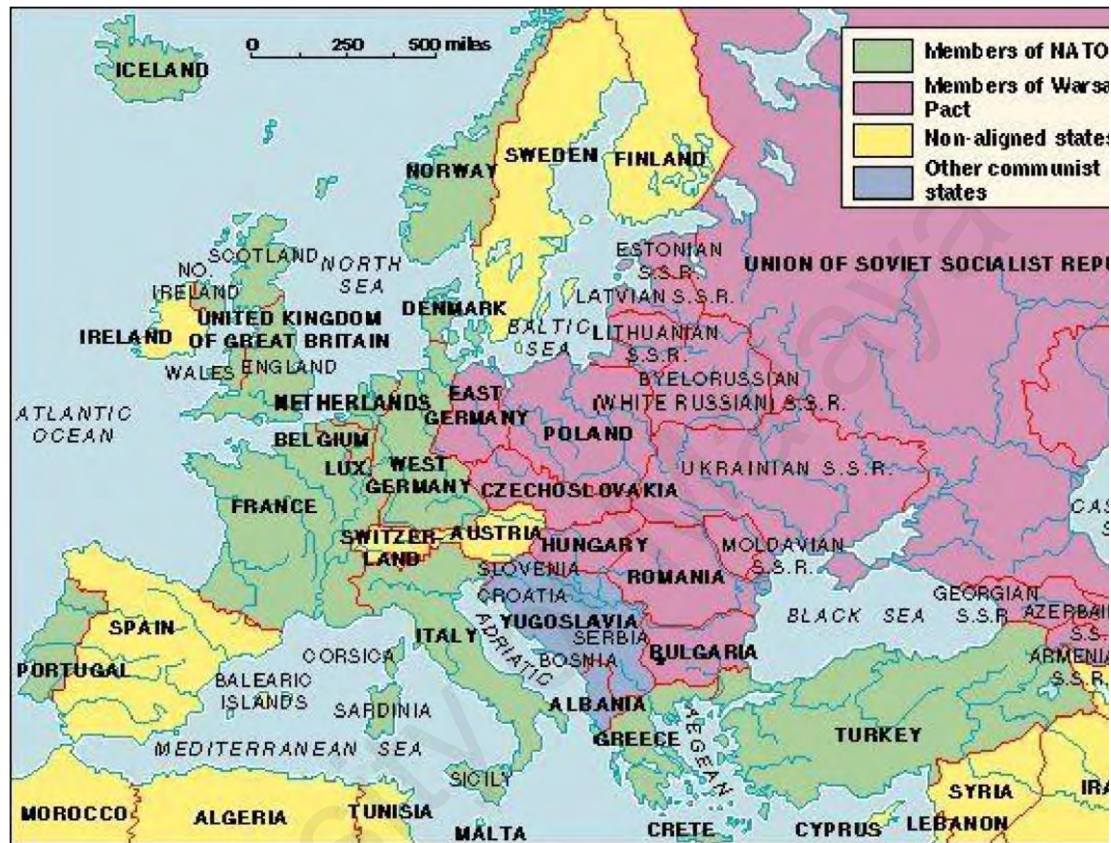 0 250 500 miles
ICELAND
Members of NATO
Members of Warsa
Pact
Non-aligned states
Other communist
states
NORWAY
SWEDEN
FINLAND
SCOTLAND
NORTH
SEA
NO.
IRELAND
IRELAND
UNITED KINGDOM
OF GREAT BRITAIN
WALES
ENGLAND
DENMARK
BALTIC
SEA
ESTONIAN
S.S.R.
LATVIAN S.S.R.
LITHUANIAN
S.S.R.
BYELORUSSIAN
(WHITE RUSSIAN) S.S.R.
UNION OF SOVIET SOCIALIST REPU
ATLANTIC
OCEAN
NETHERLANDS
BELGIUM
LUX.
WEST
GERMANY
EAST
GERMANY
POLAND
UKRAINIAN S.S.R.
FRANCE
CZECHOSLOVAKIA
SWITZER-
LAND
AUSTRIA
HUNGARY
MOLDAVIAN
S.S.R.
CAS
S
SLOVENIA
CROATIA
ROMANIA
YUGOSLAVIA
SERBIA
BOSNIA
BULGARIA
BLACK SEA
GEORGIAN
S.S.R.
AZERBAI
S.S.
ARMENIA
S.S.R.
PORTUGAL
SPAIN
CORSICA
ITALY
ADRIATIC
BALEARIC
ISLANDS
SARDINIA
ALBANIA
GREECE
AEGEAN
TURKEY
MEDITERRANEAN SEA
SICILY
MOROCCO
ALGERIA
TUNISIA
MALTA
CRETE
CYPRUS
LEBANON
SYRIA
IRA